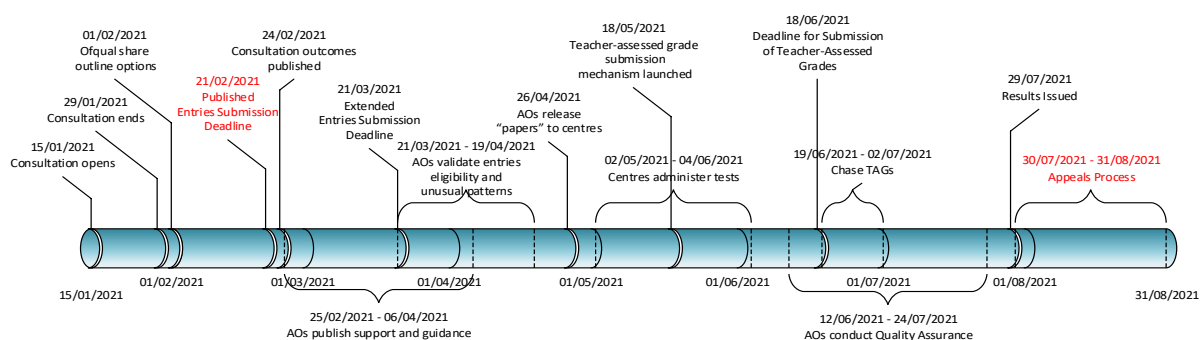 15/01/2021
Consultation opens
29/01/2021
Consultation ends
01/02/2021
Ofqual share
outline options
21/02/2021
Published
Entries Submission
Deadline
24/02/2021
Consultation outcomes
published
21/03/2021
Extended
Entries Submission
Deadline
21/03/2021 - 19/04/2021
AOs validate entries
eligibility and
unusual patterns
26/04/2021
AOs release
“papers” to centres
18/05/2021
Teacher-assessed grade
submission
mechanism launched
02/05/2021 - 04/06/2021
Centres administer tests
18/06/2021
Deadline for Submission
of Teacher-Assessed
Grades
19/06/2021 - 02/07/2021
Chase TAGs
29/07/2021
Results Issued
30/07/2021 - 31/08/2021
Appeals Process
15/01/2021
01/02/2021
01/03/2021
01/04/2021
01/05/2021
01/06/2021
01/07/2021
01/08/2021
31/08/2021
25/02/2021 - 06/04/2021
AOs publish support and guidance
12/06/2021 - 24/07/2021
AOs conduct Quality Assurance